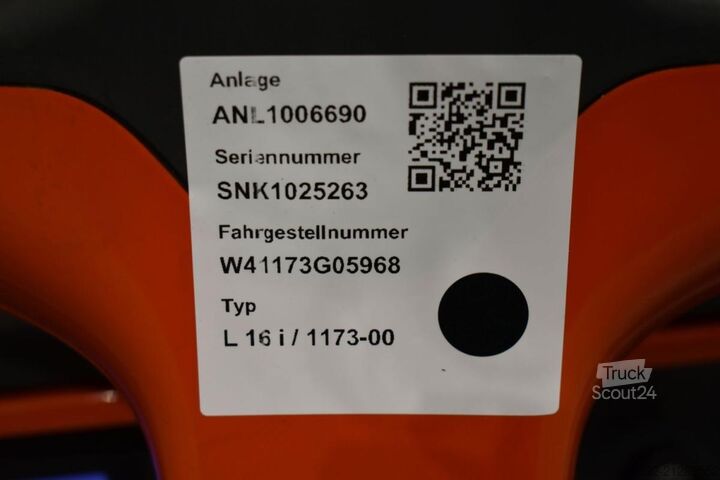 Anlage
ANL1006690
Seriennummer
SNK1025263
Fahrgestellnummer
W41173G05968
Typ
L 16 i / 1173-00
Truck
Scout24